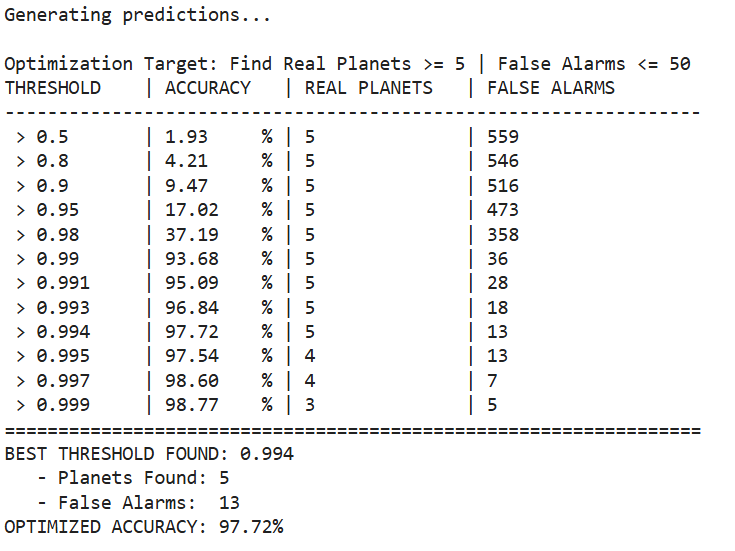 Generating predictions...

Optimization Target: Find Real Planets >= 5 | False Alarms <= 50
THRESHOLD    | ACCURACY   | REAL PLANETS   | FALSE ALARMS
-----------------------------------------------------------------
 > 0.5       | 1.93     % | 5              | 559
 > 0.8       | 4.21     % | 5              | 546
 > 0.9       | 9.47     % | 5              | 516
 > 0.95      | 17.02    % | 5              | 473
 > 0.98      | 37.19    % | 5              | 358
 > 0.99      | 93.68    % | 5              | 36
 > 0.991     | 95.09    % | 5              | 28
 > 0.993     | 96.84    % | 5              | 18
 > 0.994     | 97.72    % | 5              | 13
 > 0.995     | 97.54    % | 4              | 13
 > 0.997     | 98.60    % | 4              | 7
 > 0.999     | 98.77    % | 3              | 5
=================================================================
BEST THRESHOLD FOUND: 0.994
   - Planets Found: 5
   - False Alarms:  13
OPTIMIZED ACCURACY: 97.72%